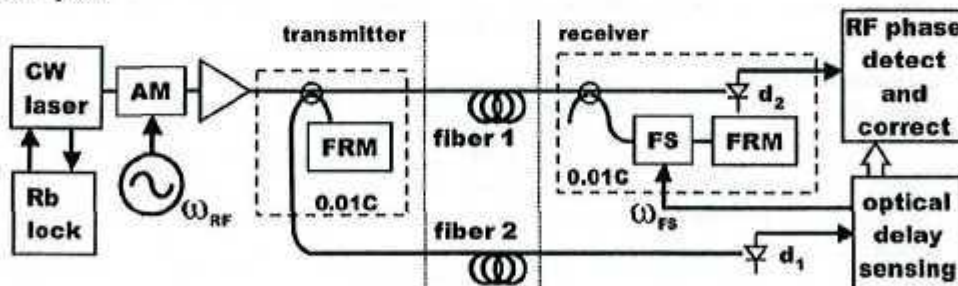 transmitter
receiver
RF phase
detect
and
correct
CW
laser
AM
d2
fiber 1
FRM
FS
FRM
0.01C
0.01C
Rb
lock
ωRF
ωFS
optical
delay
sensing
fiber 2
d1